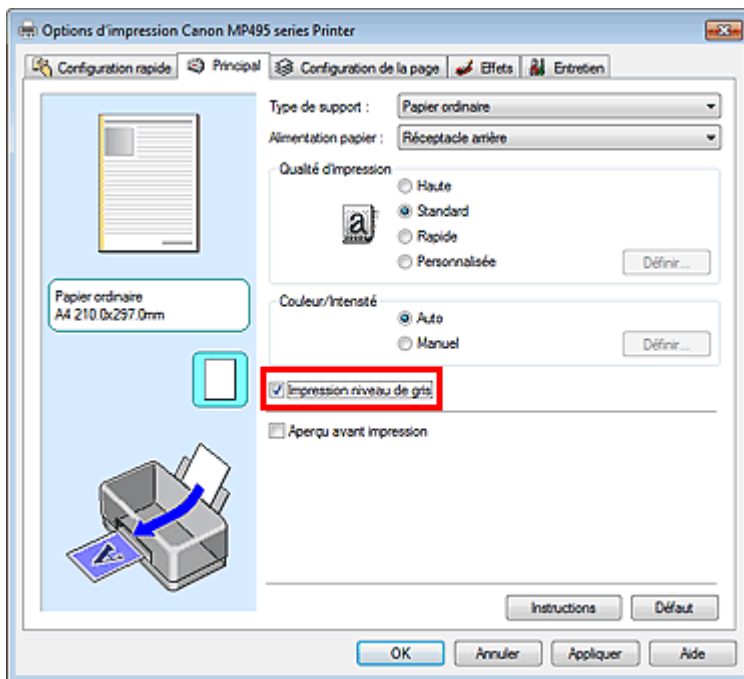 Options d'impression Canon MP495 series Printer
Configuration rapide
Principal
Configuration de la page
Effets
Entretien
Type de support :
Papier ordinaire
Alimentation papier :
Réceptacle arrière
Qualité d'impression
Haute
Standard
Rapide
Personnalisée
Définir...
a
Papier ordinaire
A4 210.0x297.0mm
Couleur/Intensité
Auto
Manuel
Définir...
Impression niveau de gris
Aperçu avant impression
A
Instructions
Défaut
OK
Annuler
Appliquer
Aide